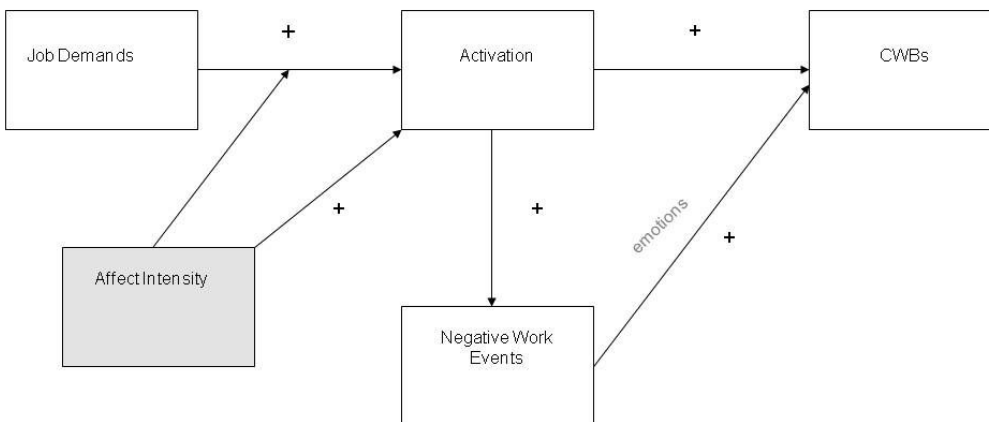 +
+
Job Demands
Activation
CWBs
+
+
emotions
+
Affect Intensity
Negative Work
Events